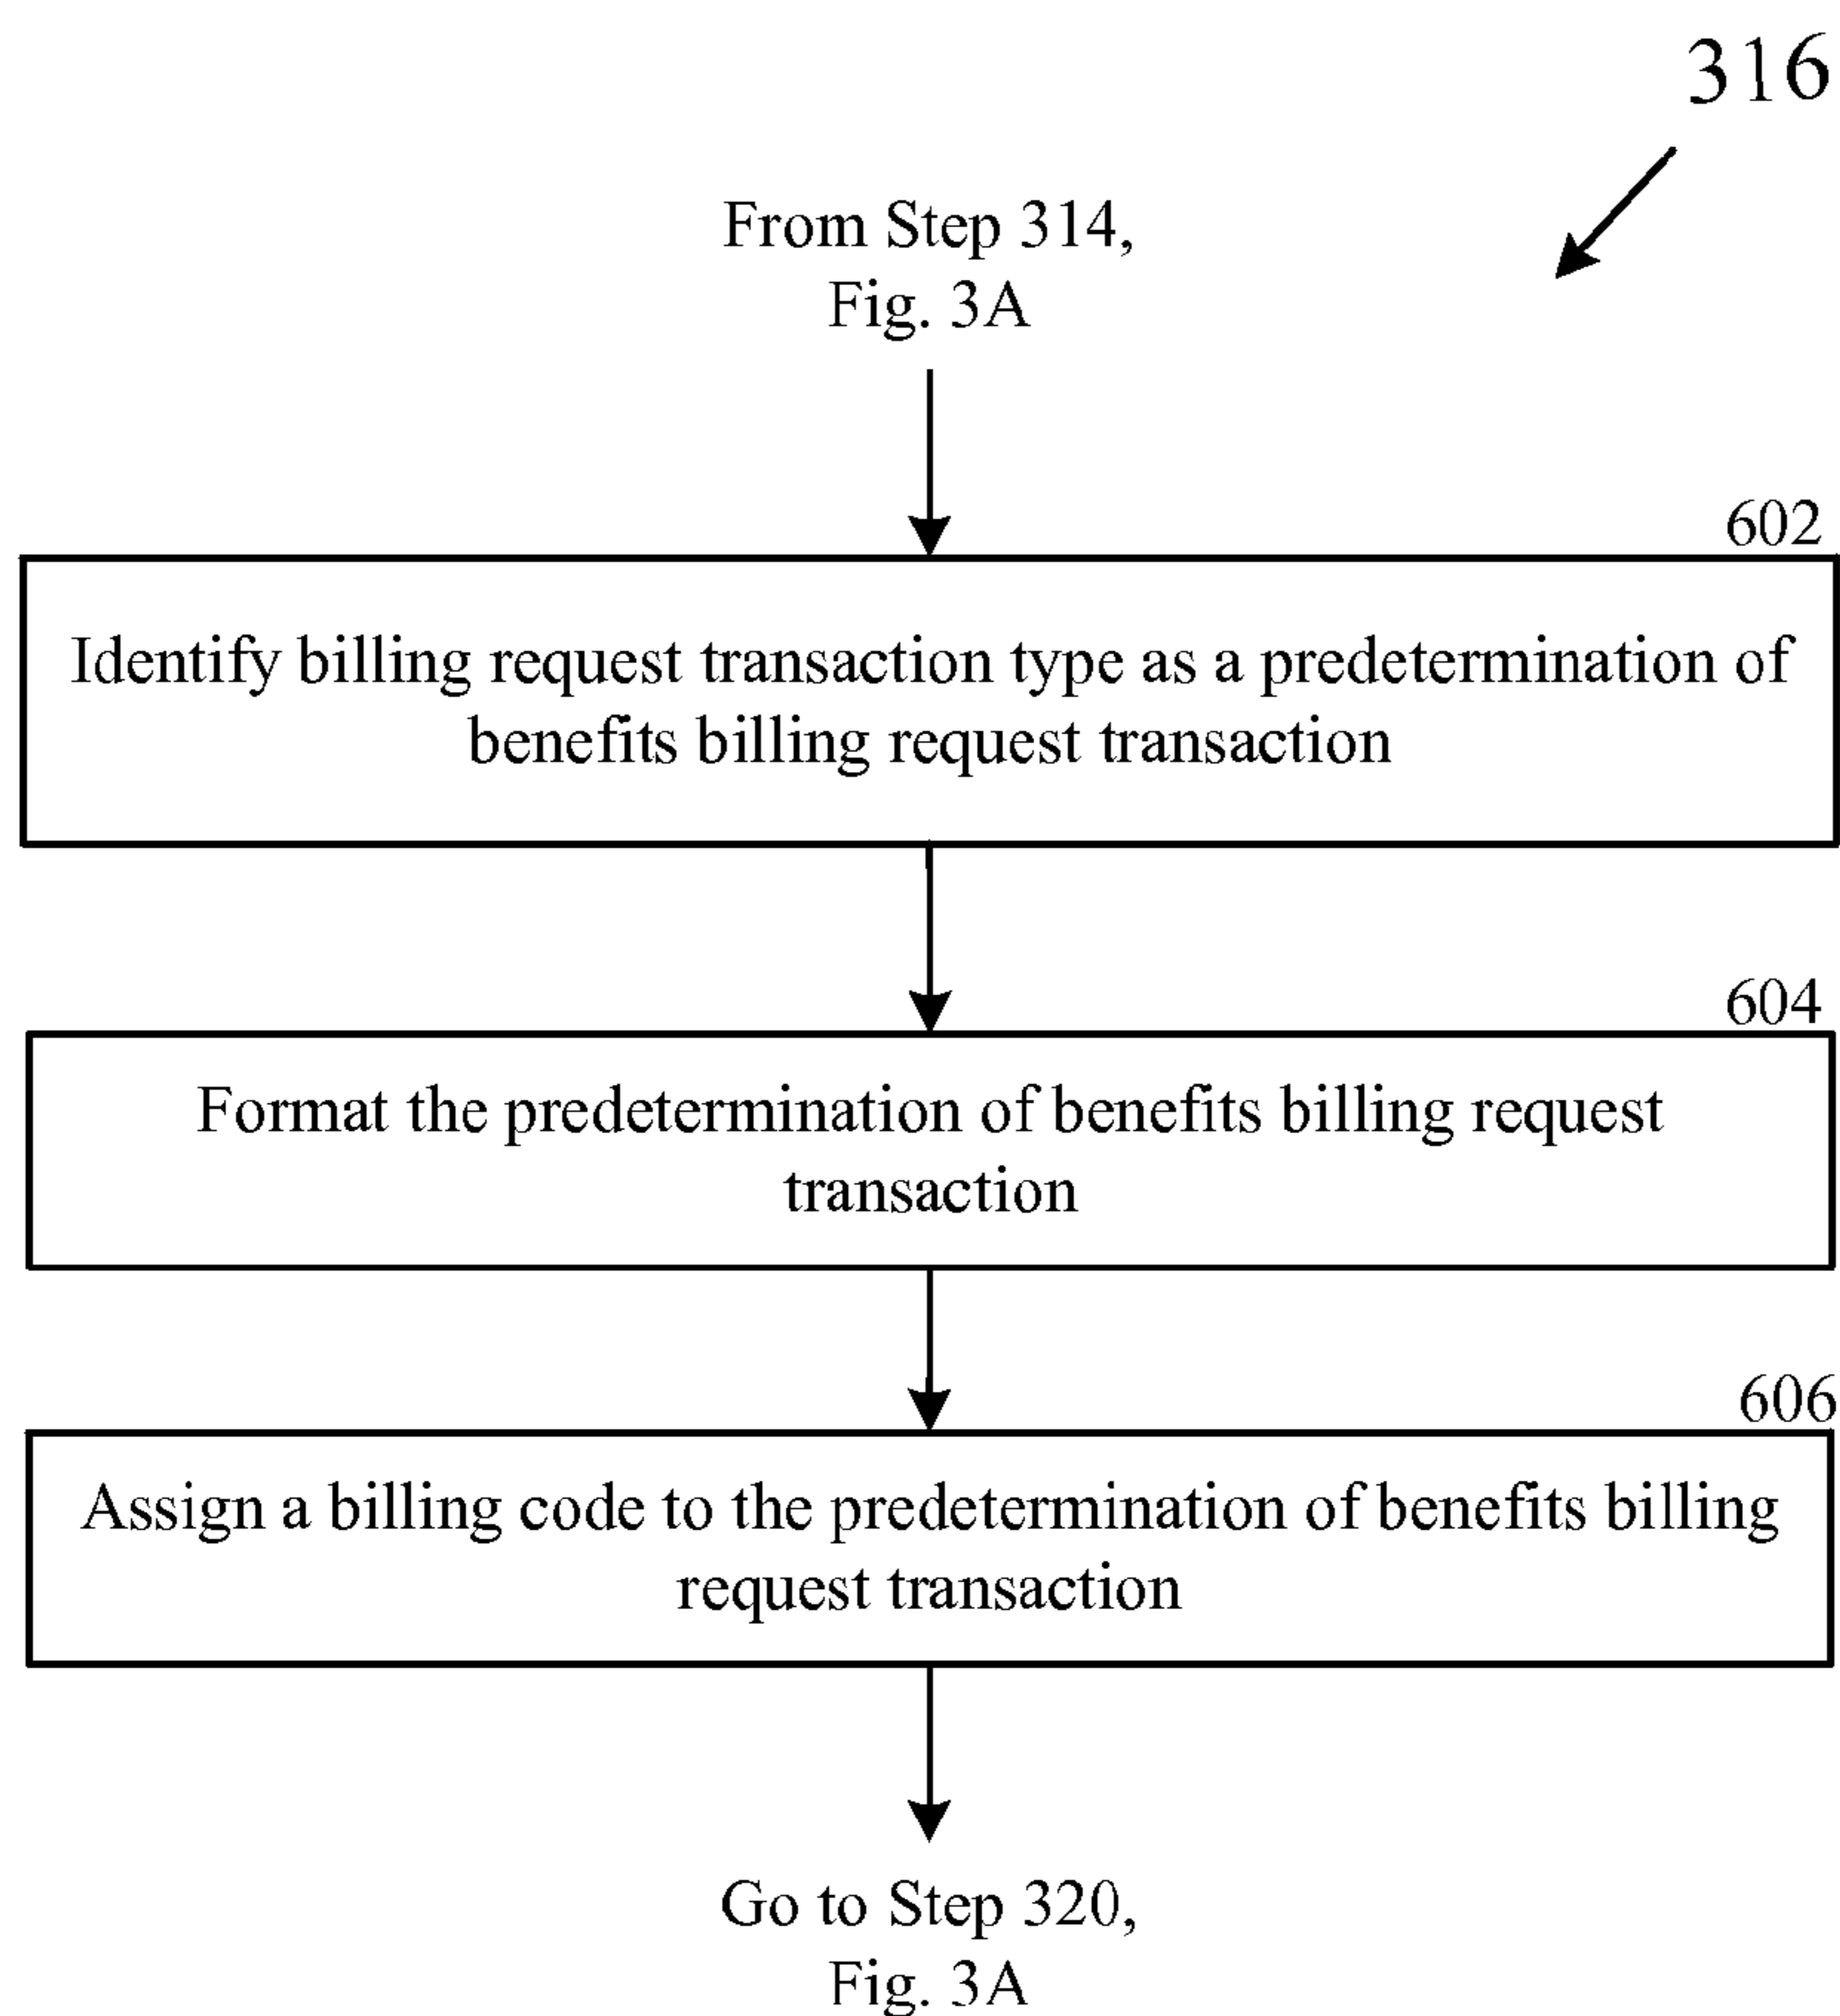 316
From Step 314,
Fig. 3A
602
Identify billing request transaction type as a predetermination of
benefits billing request transaction
604
Format the predetermination of benefits billing request
transaction
606
Assign a billing code to the predetermination of benefits billing
request transaction
Go to Step 320,
Fig. 3A